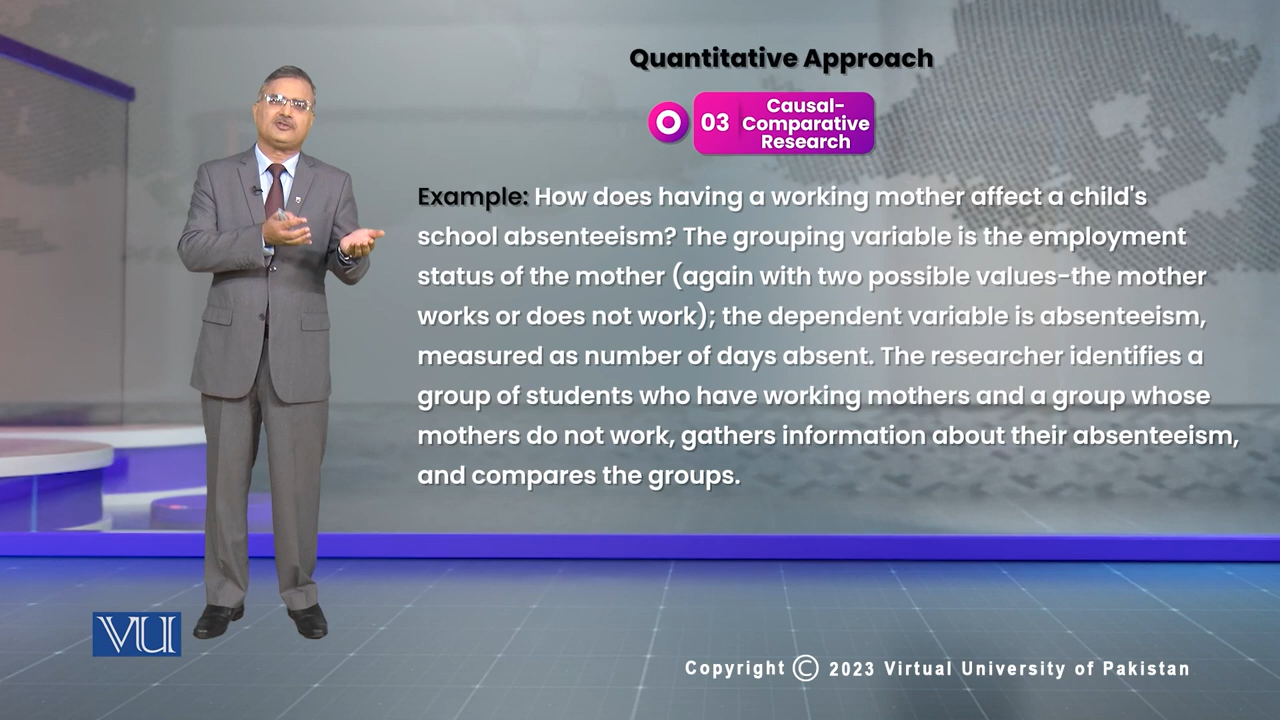 Quantitative Approach
03
Causal-
Comparative
Research
Example: How does having a working mother affect a child's
school absenteeism? The grouping variable is the employment
status of the mother (again with two possible values-the mother
works or does not work); the dependent variable is absenteeism,
measured as number of days absent. The researcher identifies a
group of students who have working mothers and a group whose
mothers do not work, gathers information about their absenteeism,
and compares the groups.
VU
Copyright © 2023 Virtual University of Pakistan